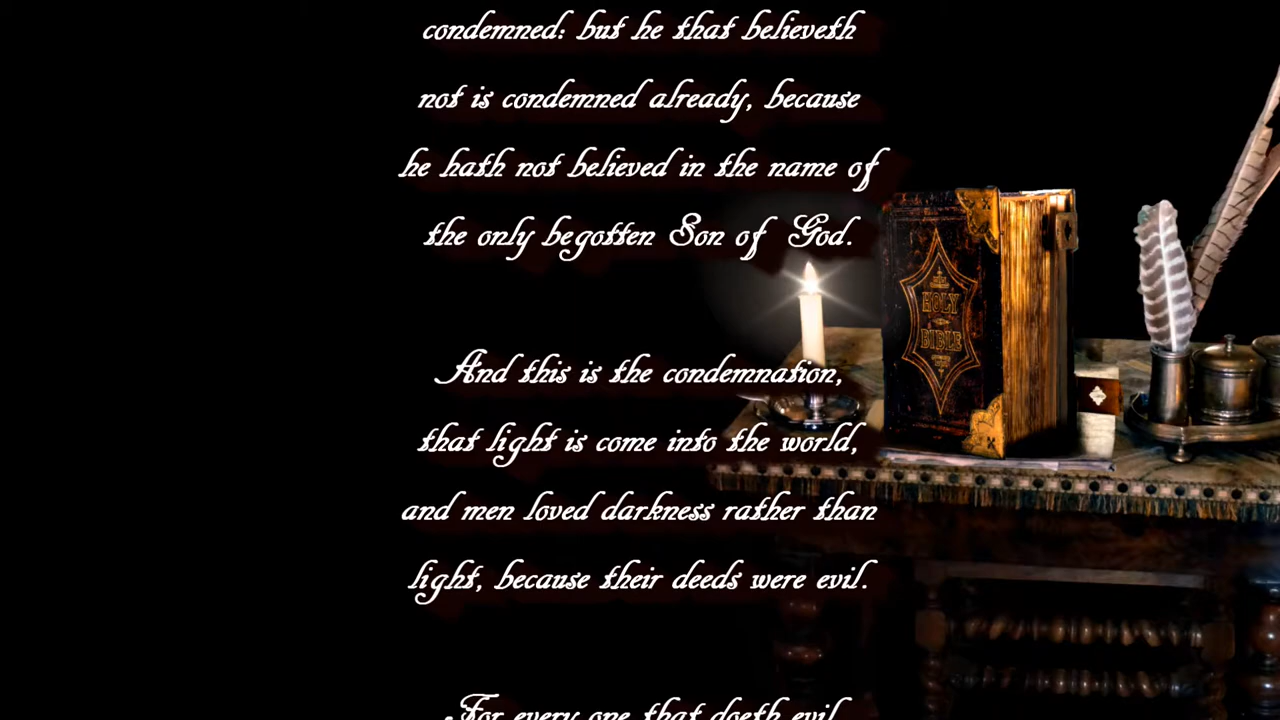 condemned: but he that believeth
not is condemned already, because
he hath not believed in the name of
the only begotten Son of God.
And this is the condemnation,
that light is come into the world,
and men loved darkness rather than
light, because their deeds were evil.
For every one that doeth evil
HOLY
BIBLE